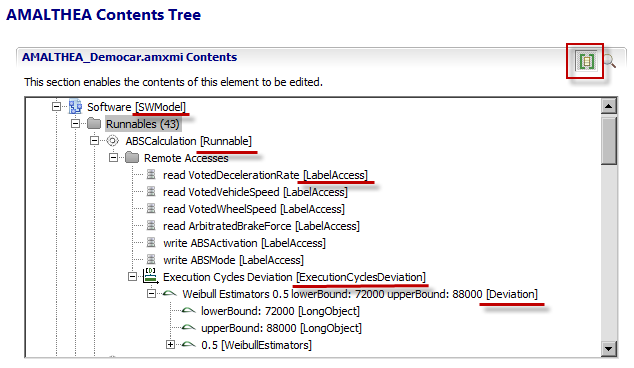 AMALTHEA Contents Tree
AMALTHEA_Democar.amxmi Contents
This section enables the contents of this element to be edited.
Software [SWModel]
Runnables (43)
ABSCalculation [Runnable]
Remote Accesses
read VotedDecelerationRate [LabelAccess]
read VotedVehicleSpeed [LabelAccess]
read VotedWheelSpeed [LabelAccess]
read ArbitratedBrakeForce [LabelAccess]
write ABSActivation [LabelAccess]
write ABSMode [LabelAccess]
Execution Cycles Deviation [ExecutionCyclesDeviation]
Weibull Estimators 0.5 lowerBound: 72000 upperBound: 88000 [Deviation]
lowerBound: 72000 [LongObject]
upperBound: 88000 [LongObject]
0.5 [WeibullEstimators]